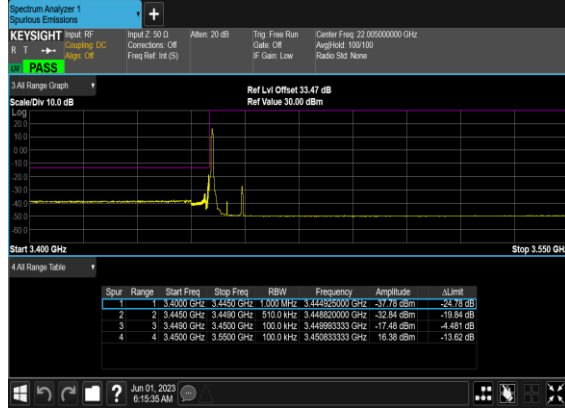 Spectrum Analyzer 1
Spurious Emissions
KEYSIGHT Input: RF Input Z: 50 Ω Atten: 20 dB Trig: Free Run Center Freq: 22.005000000 GHz
R T Coupling: DC Corrections: Off Gate: Off Avg|Hold: 100/100
Align: Off Freq Ref: Int (S) IF Gain: Low Radio Std: None
LU PASS
3 All Range Graph
Ref Lvl Offset 33.47 dB
Scale/Div 10.0 dB Ref Value 30.00 dBm
Log
20.0
10.0
0.00
-10.0
-20.0
-30.0
-40.0
-50.0
-60.0
Start 3.400 GHz Stop 3.550 GHz
4 All Range Table
Spur Range Start Freq Stop Freq RBW Frequency Amplitude ΔLimit
1 1 3.4000 GHz 3.4450 GHz 1.000 MHz 3.444925000 GHz -37.78 dBm -24.78 dB
2 2 3.4450 GHz 3.4490 GHz 510.0 kHz 3.448820000 GHz -32.84 dBm -19.84 dB
3 3 3.4490 GHz 3.4500 GHz 100.0 kHz 3.449993333 GHz -17.48 dBm -4.481 dB
4 4 3.4500 GHz 3.5500 GHz 100.0 kHz 3.450833333 GHz 16.38 dBm -13.62 dB
? Jun 01, 2023
6:15:35 AM